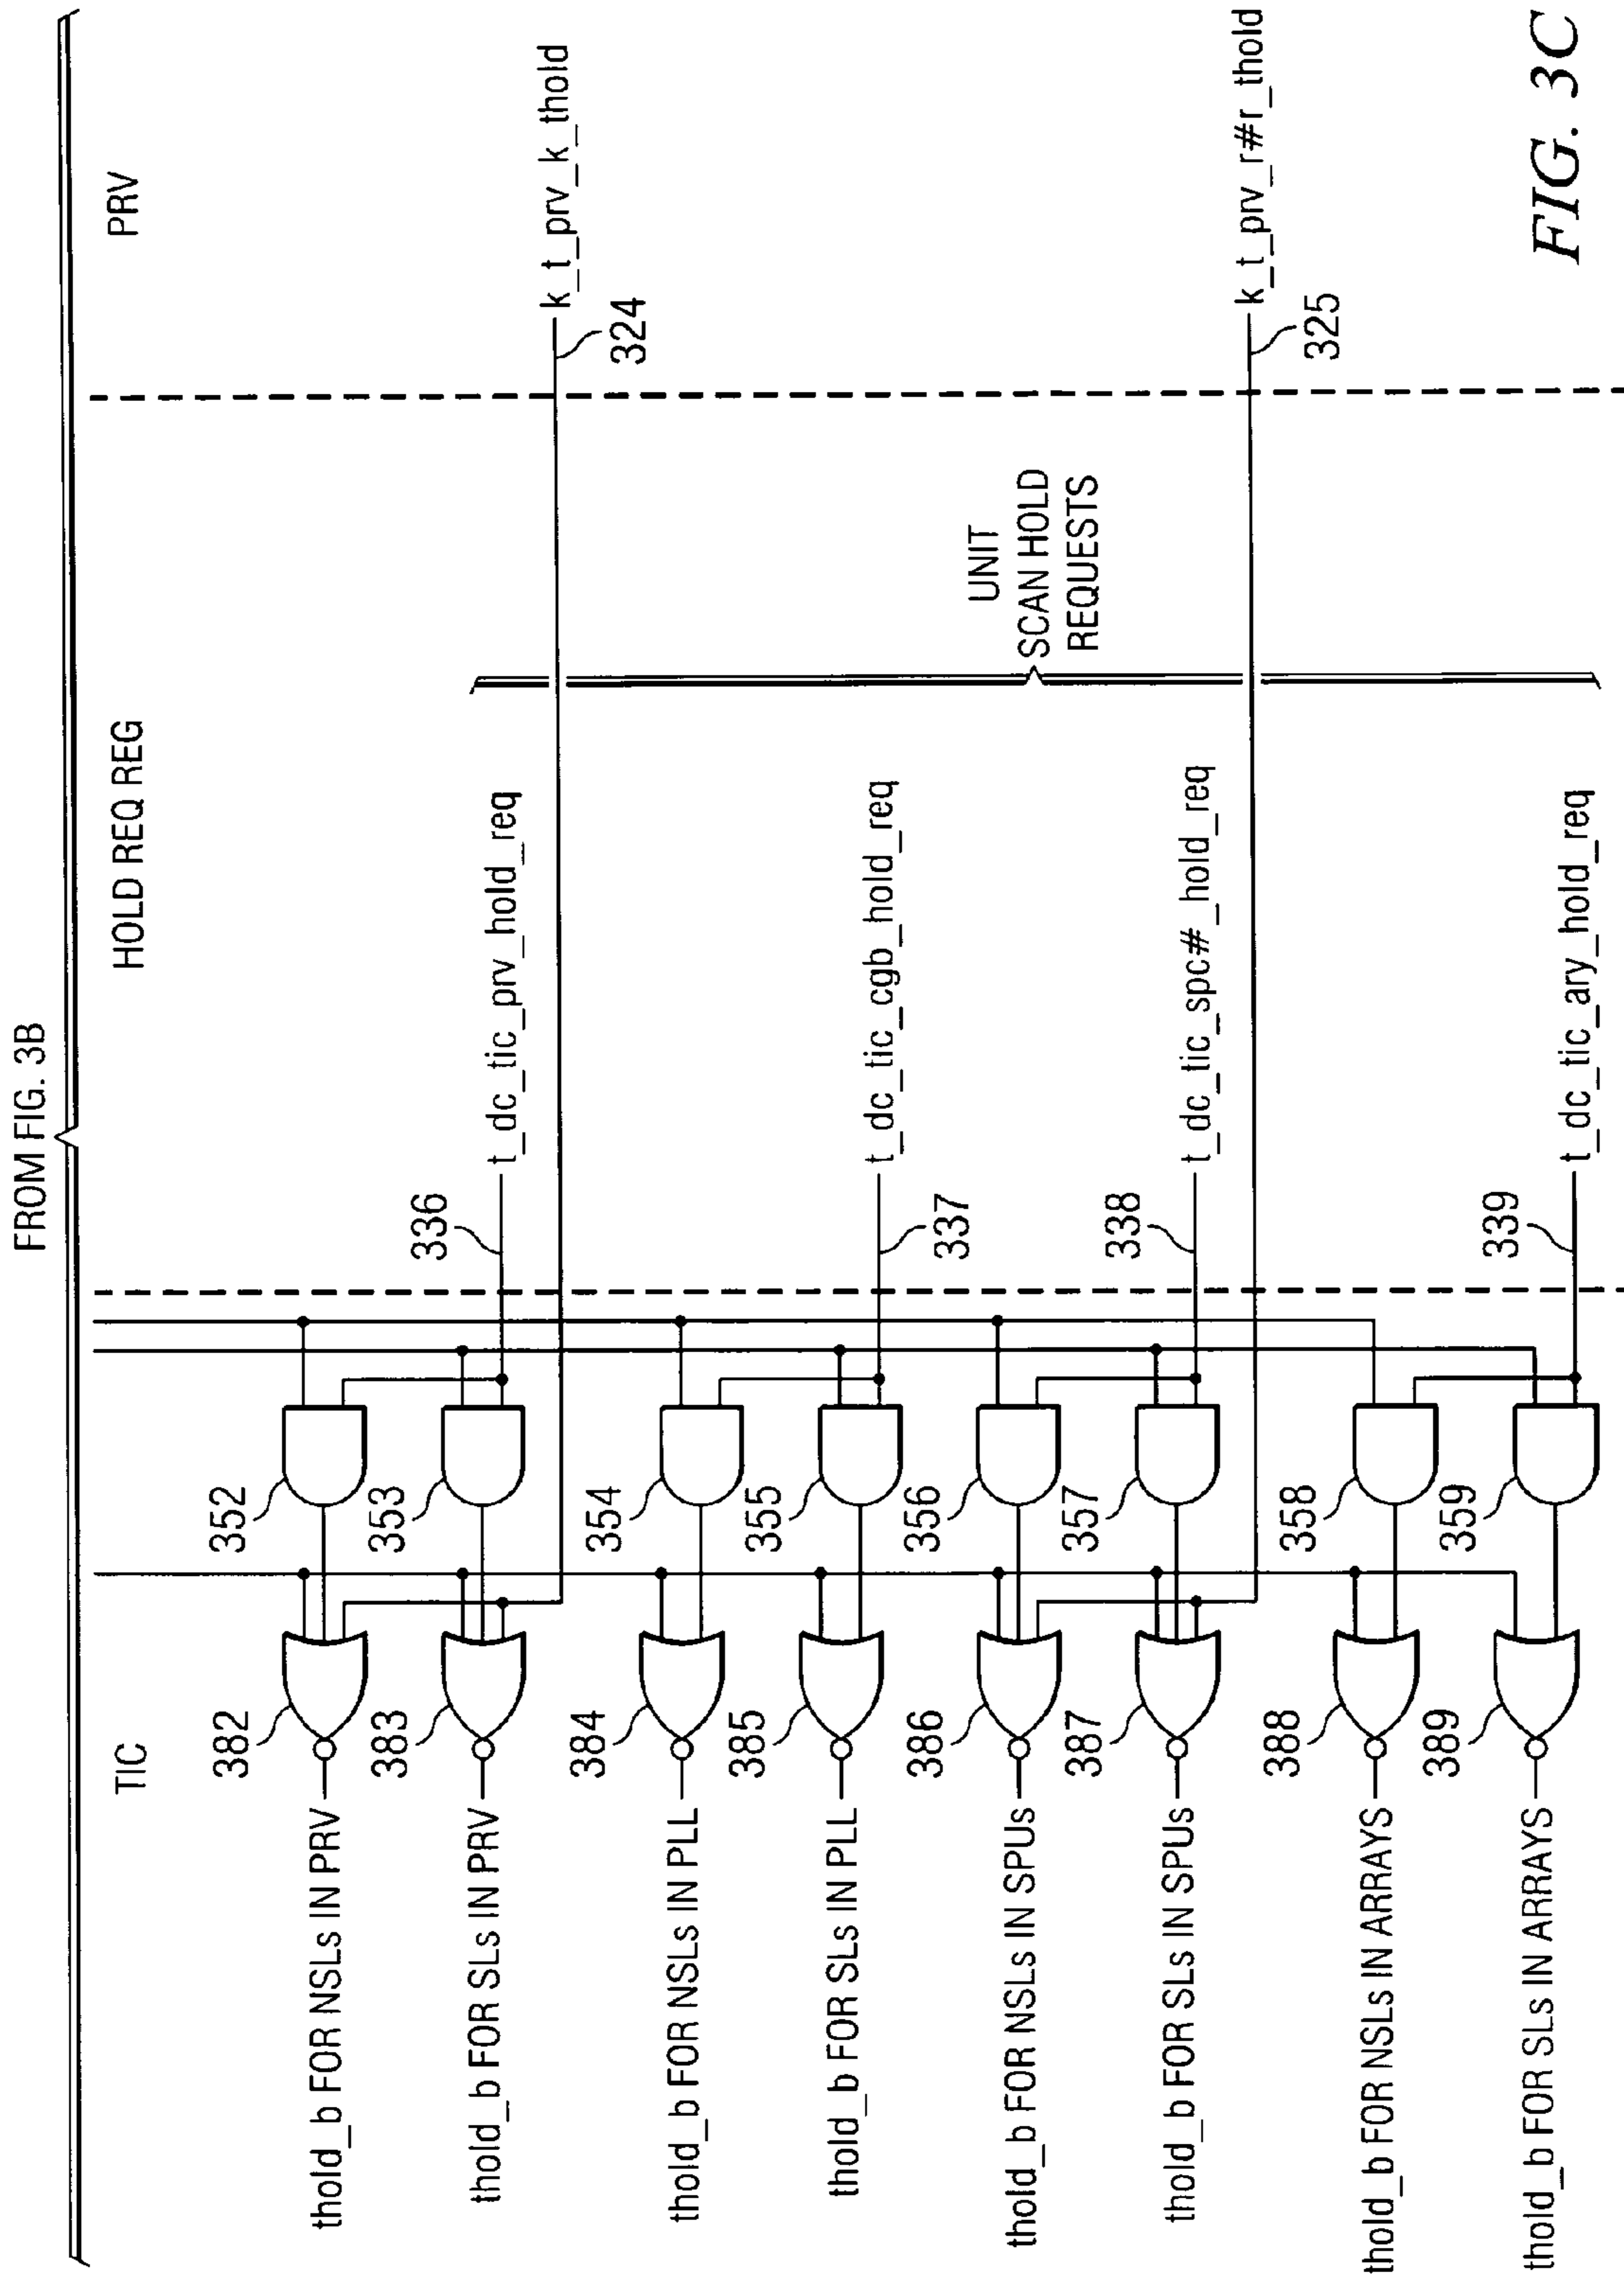 FROM FIG. 3B
TIC
HOLD REQ REG
PRV
thold_b FOR NSLs IN PRV
382
352
thold_b FOR SLs IN PRV
383
353
336
t_dc_tic_prv_hold_req
324
k_t_prv_k_thold
thold_b FOR NSLs IN PLL
384
354
thold_b FOR SLs IN PLL
385
355
337
t_dc_tic_cgb_hold_req
UNIT
SCAN HOLD
REQUESTS
thold_b FOR NSLs IN SPUs
386
356
thold_b FOR SLs IN SPUs
387
357
338
t_dc_tic_spc#_hold_req
325
k_t_prv_r#r_thold
thold_b FOR NSLs IN ARRAYS
388
358
thold_b FOR SLs IN ARRAYS
389
359
339
t_dc_tic_ary_hold_req
FIG. 3C